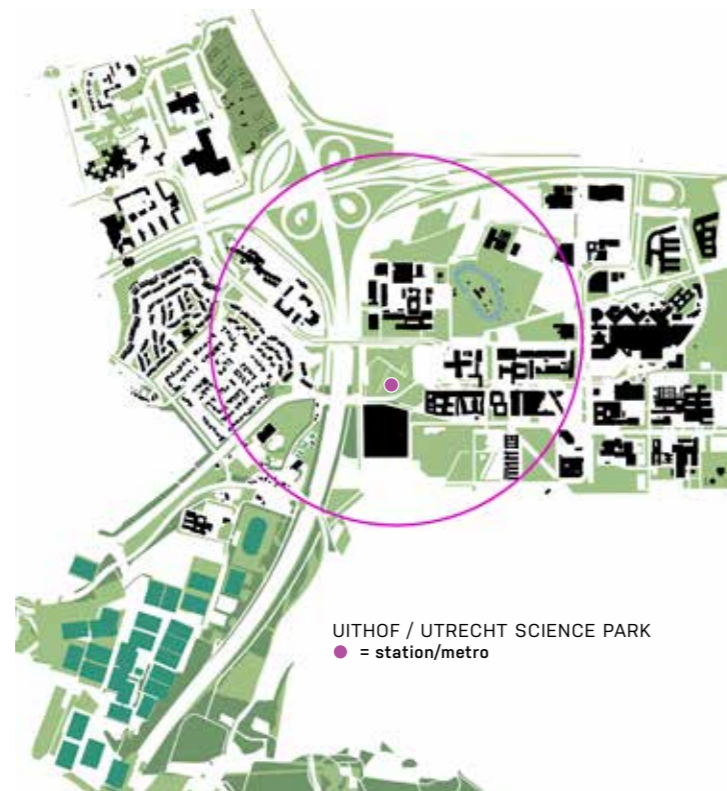 UITHOF / UTRECHT SCIENCE PARK
= station/metro